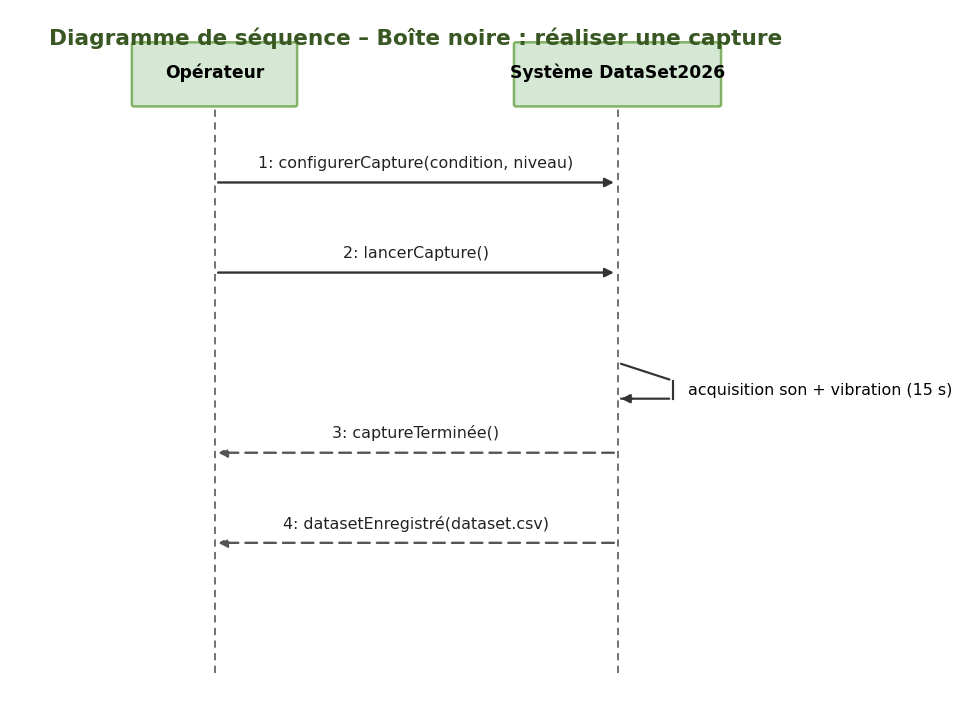 Diagramme de séquence – Boîte noire : réaliser une capture
Opérateur
Système DataSet2026
1: configurerCapture(condition, niveau)
2: lancerCapture()
acquisition son + vibration (15 s)
3: captureTerminée()
4: datasetEnregistré(dataset.csv)